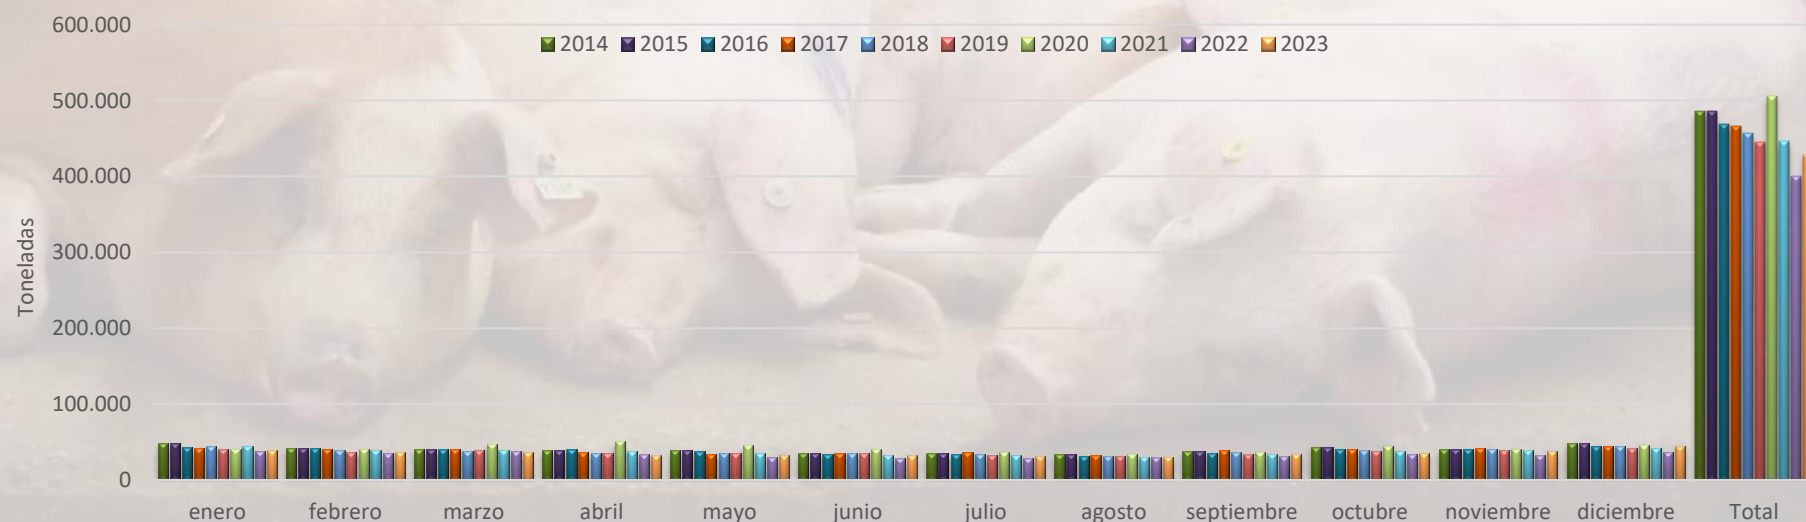 600.000
2014 2015 2016 2017 2018 2019 2020 2021 2022 2023
500.000
400.000
300.000
200.000
100.000
0
Toneladas
enero febrero marzo abril mayo junio julio agosto septiembre octubre noviembre diciembre Total